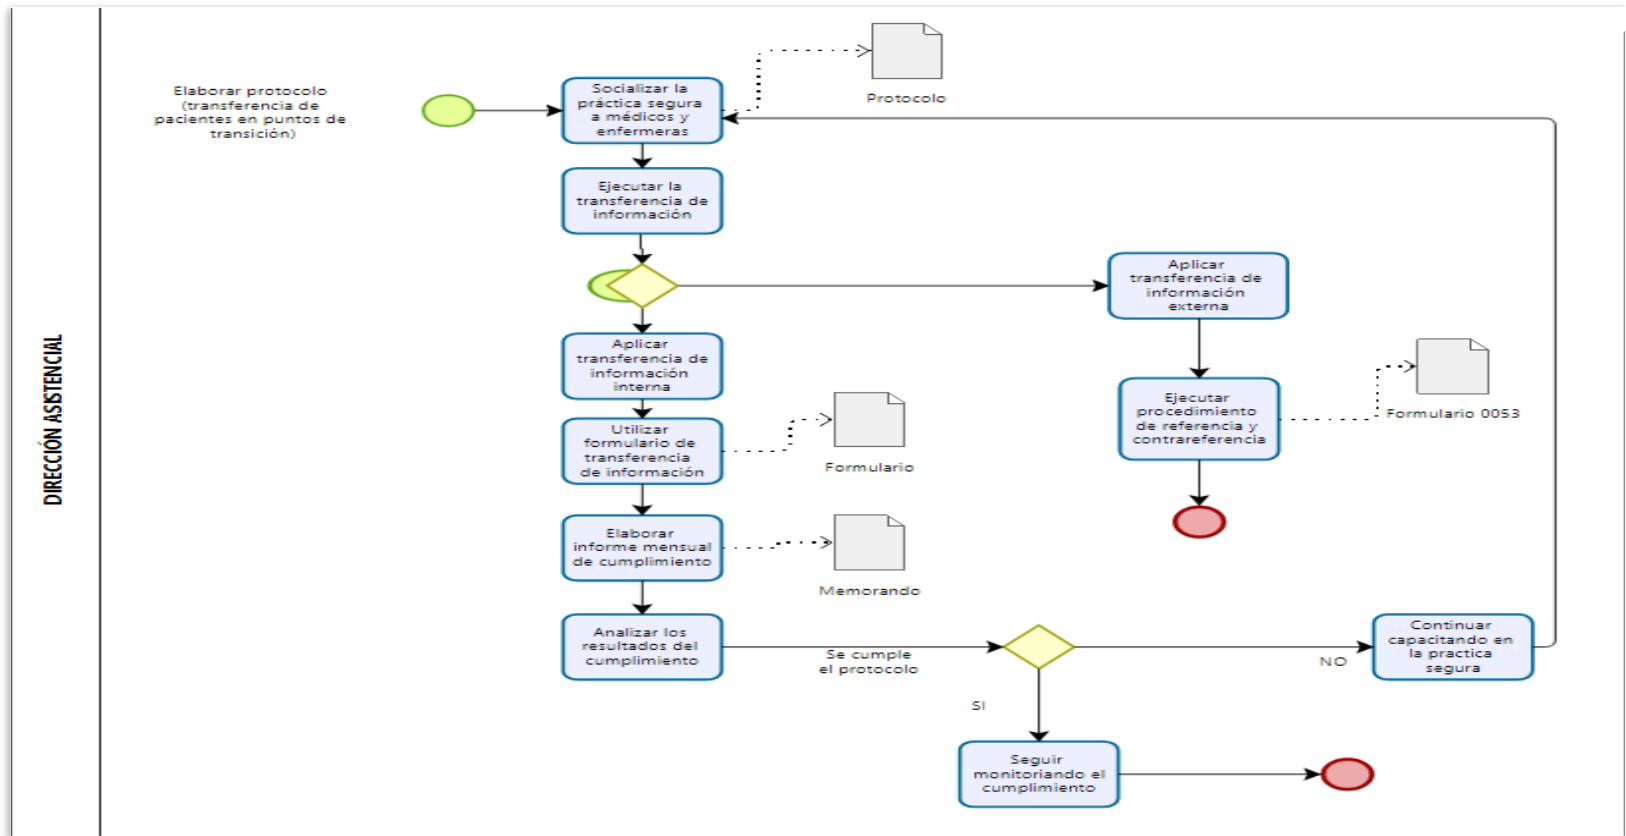 DIRECCIÓN ASISTENCIAL
Elaborar protocolo
(transferencia de
pacientes en puntos de
transición)
Socializar la
práctica segura
a médicos y
enfermeras
Protocolo
Ejecutar la
transferencia de
información
Aplicar
transferencia de
información
externa
Aplicar
transferencia de
información
interna
Ejecutar
procedimiento
de referencia y
contrareferencia
Formulario 0053
Utilizar
formulario de
transferencia
de información
Formulario
Elaborar
informe mensual
de cumplimiento
Memorando
Analizar los
resultados del
cumplimiento
Se cumple
el protocolo
NO
Continuar
capacitando en
la practica
segura
SI
Seguir
monitoriando el
cumplimiento